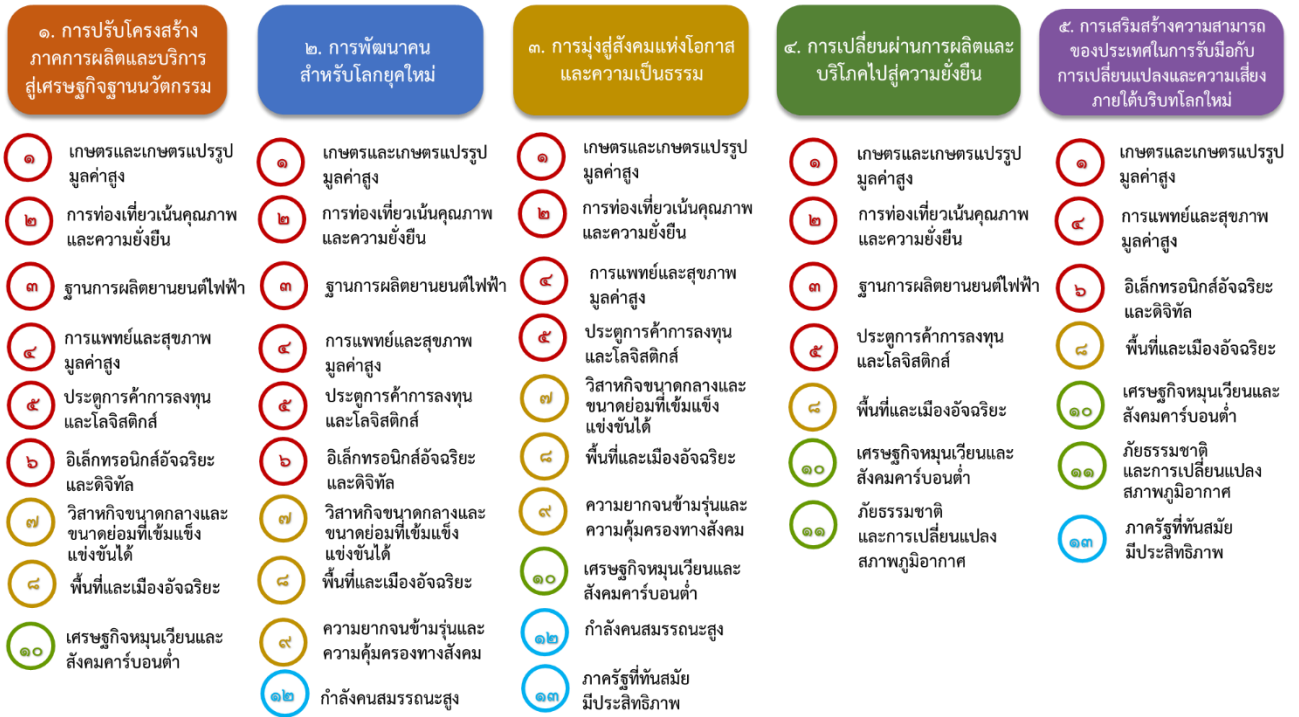 ๑. การปรับโครงสร้าง
ภาคการผลิตและบริการ
สู่เศรษฐกิจฐานนวัตกรรม
๑
เกษตรและเกษตรแปรรูป
มูลค่าสูง
๒
การท่องเที่ยวเน้นคุณภาพ
และความยั่งยืน
๓
ฐานการผลิตยานยนต์ไฟฟ้า
๔
การแพทย์และสุขภาพ
มูลค่าสูง
๕
ประตูการค้าการลงทุน
และโลจิสติกส์
๖
อิเล็กทรอนิกส์อัจฉริยะ
และดิจิทัล
๗
วิสาหกิจขนาดกลางและ
ขนาดย่อมที่เข้มแข็ง
แข่งขันได้
๘
พื้นที่และเมืองอัจฉริยะ
๑๐
เศรษฐกิจหมุนเวียนและ
สังคมคาร์บอนต่ำ
๒. การพัฒนาคน
สำหรับโลกยุคใหม่
๑
เกษตรและเกษตรแปรรูป
มูลค่าสูง
๒
การท่องเที่ยวเน้นคุณภาพ
และความยั่งยืน
๓
ฐานการผลิตยานยนต์ไฟฟ้า
๔
การแพทย์และสุขภาพ
มูลค่าสูง
๕
ประตูการค้าการลงทุน
และโลจิสติกส์
๖
อิเล็กทรอนิกส์อัจฉริยะ
และดิจิทัล
๗
วิสาหกิจขนาดกลางและ
ขนาดย่อมที่เข้มแข็ง
แข่งขันได้
๘
พื้นที่และเมืองอัจฉริยะ
๙
ความยากจนข้ามรุ่นและ
ความคุ้มครองทางสังคม
๑๒
กำลังคนสมรรถนะสูง
๓. การมุ่งสู่สังคมแห่งโอกาส
และความเป็นธรรม
๑
เกษตรและเกษตรแปรรูป
มูลค่าสูง
๒
การท่องเที่ยวเน้นคุณภาพ
และความยั่งยืน
๔
การแพทย์และสุขภาพ
มูลค่าสูง
๕
ประตูการค้าการลงทุน
และโลจิสติกส์
๗
วิสาหกิจขนาดกลางและ
ขนาดย่อมที่เข้มแข็ง
แข่งขันได้
๘
พื้นที่และเมืองอัจฉริยะ
๙
ความยากจนข้ามรุ่นและ
ความคุ้มครองทางสังคม
๑๐
เศรษฐกิจหมุนเวียนและ
สังคมคาร์บอนต่ำ
๑๒
กำลังคนสมรรถนะสูง
๑๓
ภาครัฐที่ทันสมัย
มีประสิทธิภาพ
๔. การเปลี่ยนผ่านการผลิตและ
บริโภคไปสู่ความยั่งยืน
๑
เกษตรและเกษตรแปรรูป
มูลค่าสูง
๒
การท่องเที่ยวเน้นคุณภาพ
และความยั่งยืน
๓
ฐานการผลิตยานยนต์ไฟฟ้า
๕
ประตูการค้าการลงทุน
และโลจิสติกส์
๘
พื้นที่และเมืองอัจฉริยะ
๑๐
เศรษฐกิจหมุนเวียนและ
สังคมคาร์บอนต่ำ
๑๑
ภัยธรรมชาติ
และการเปลี่ยนแปลง
สภาพภูมิอากาศ
๕. การเสริมสร้างความสามารถ
ของประเทศในการรับมือกับ
การเปลี่ยนแปลงและความเสี่ยง
ภายใต้บริบทโลกใหม่
๑
เกษตรและเกษตรแปรรูป
มูลค่าสูง
๔
การแพทย์และสุขภาพ
มูลค่าสูง
๖
อิเล็กทรอนิกส์อัจฉริยะ
และดิจิทัล
๘
พื้นที่และเมืองอัจฉริยะ
๑๐
เศรษฐกิจหมุนเวียนและ
สังคมคาร์บอนต่ำ
๑๑
ภัยธรรมชาติ
และการเปลี่ยนแปลง
สภาพภูมิอากาศ
๑๓
ภาครัฐที่ทันสมัย
มีประสิทธิภาพ